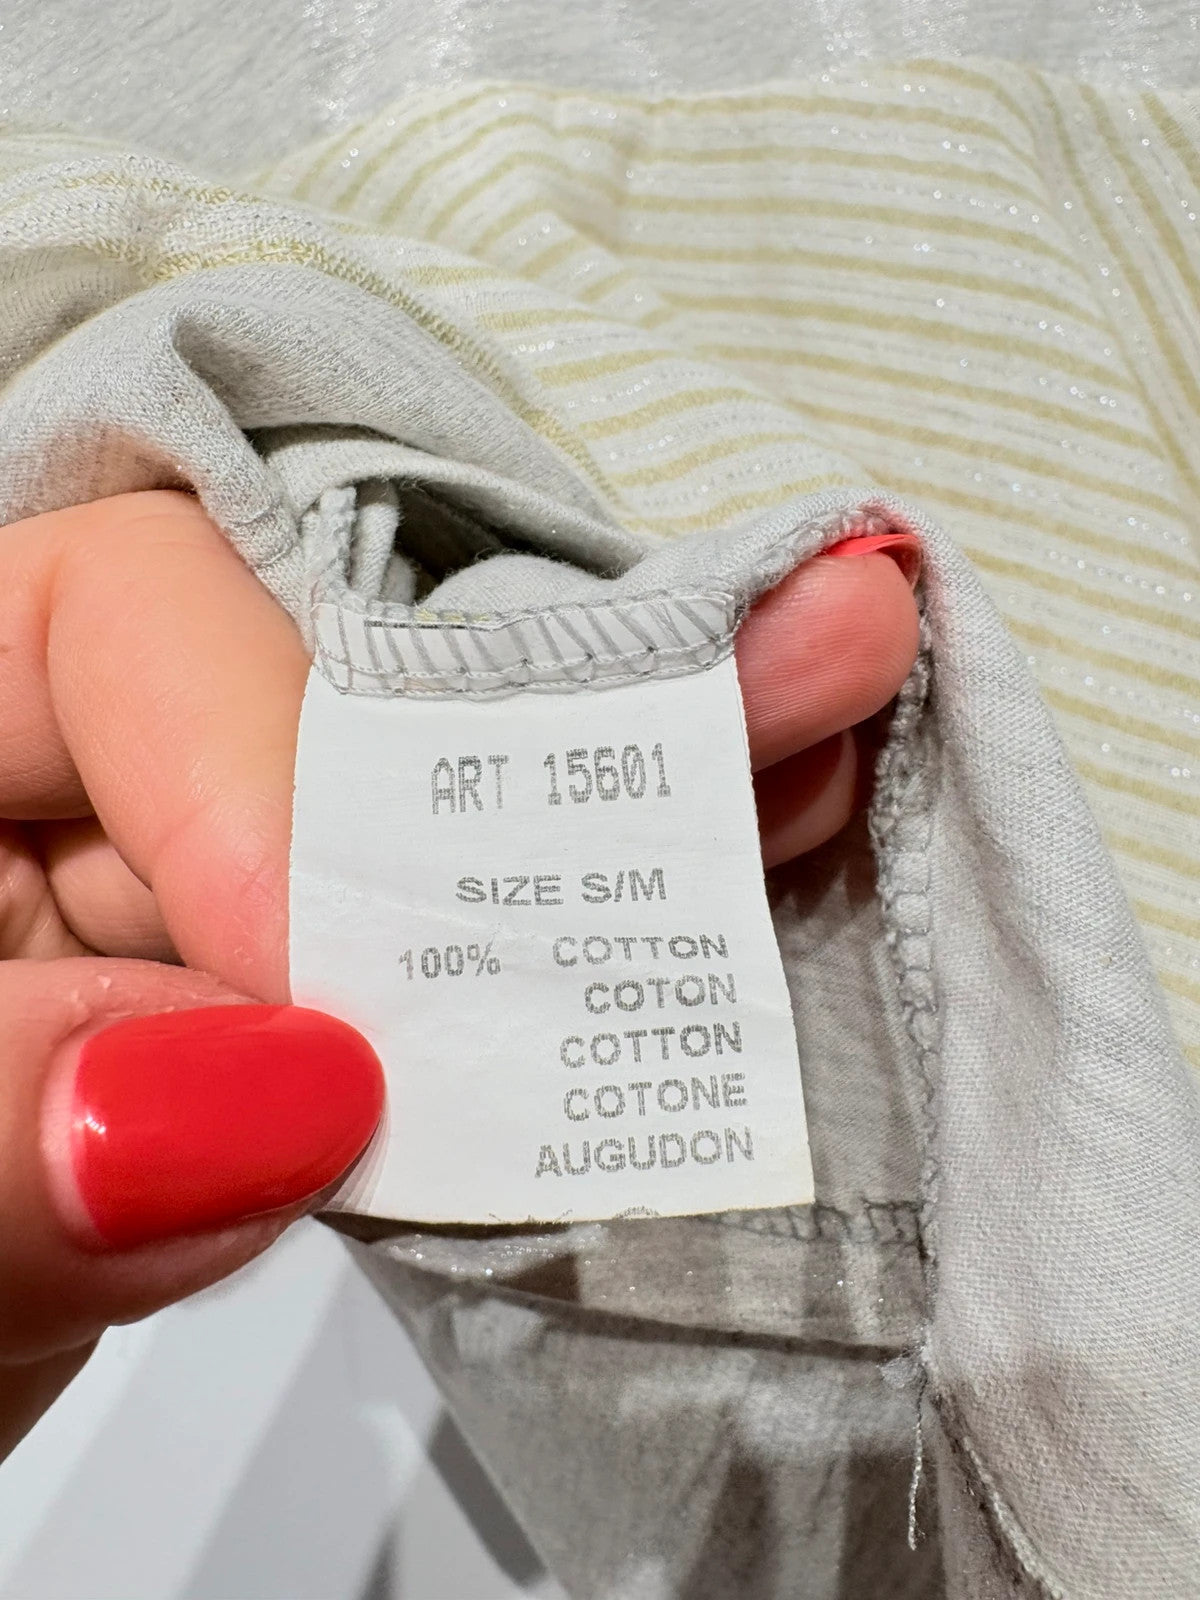 ART 15601
SIZE S/M
100% COTTON
COTON
COTTON
COTONE
AUGUDON